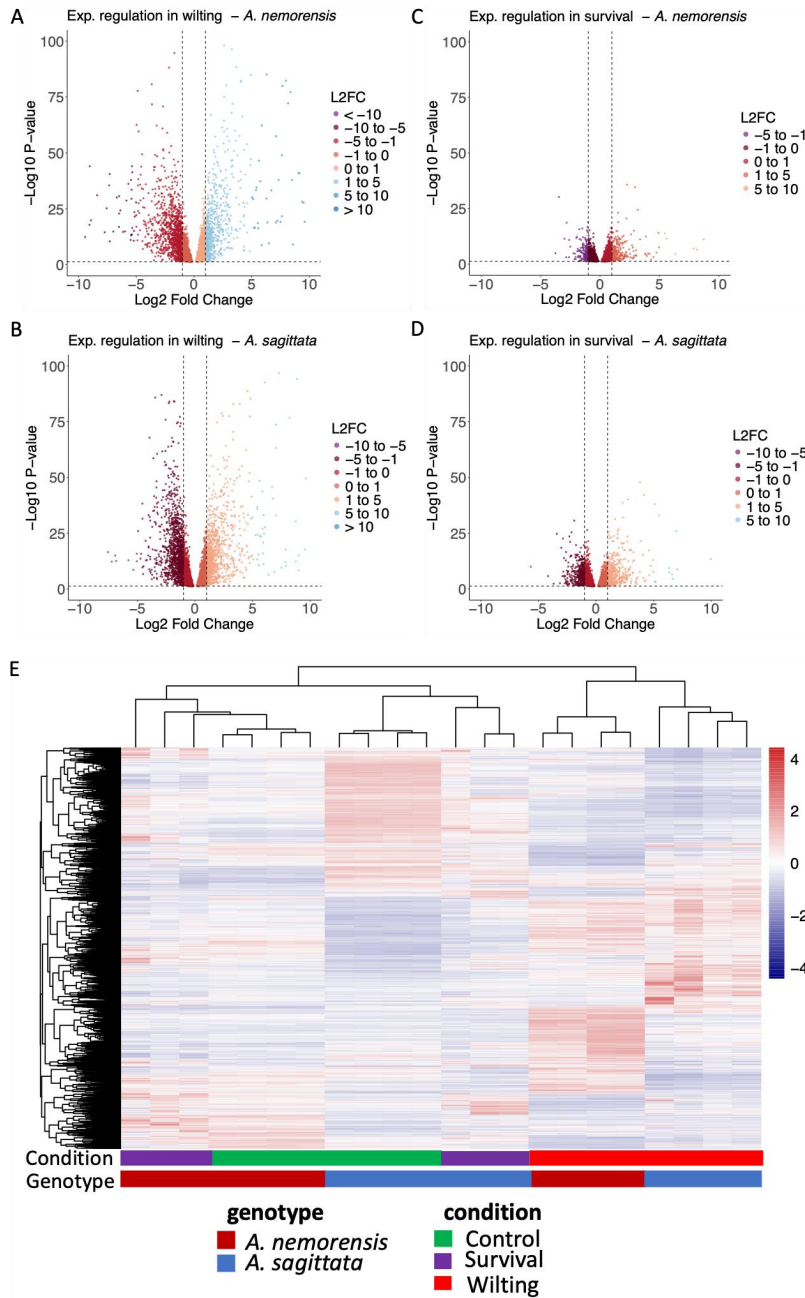 A
Exp. regulation in wilting – A. nemorensis
100
75
50
25
0
−Log10 P-value
−10 −5 0 5 10
Log2 Fold Change
L2FC
< −10
−10 to −5
−5 to −1
−1 to 0
0 to 1
1 to 5
5 to 10
> 10
C
Exp. regulation in survival – A. nemorensis
100
75
50
25
0
−Log10 P-value
−10 −5 0 5 10
Log2 Fold Change
L2FC
−5 to −1
−1 to 0
0 to 1
1 to 5
5 to 10
B
Exp. regulation in wilting – A. sagittata
100
75
50
25
0
−Log10 P-value
−10 −5 0 5 10
Log2 Fold Change
L2FC
−10 to −5
−5 to −1
−1 to 0
0 to 1
1 to 5
5 to 10
> 10
D
Exp. regulation in survival – A. sagittata
100
75
50
25
0
−Log10 P-value
−10 −5 0 5 10
Log2 Fold Change
L2FC
−10 to −5
−5 to −1
−1 to 0
0 to 1
1 to 5
5 to 10
E
4
2
0
−2
−4
Condition
Genotype
genotype
A. nemorensis
A. sagittata
condition
Control
Survival
Wilting